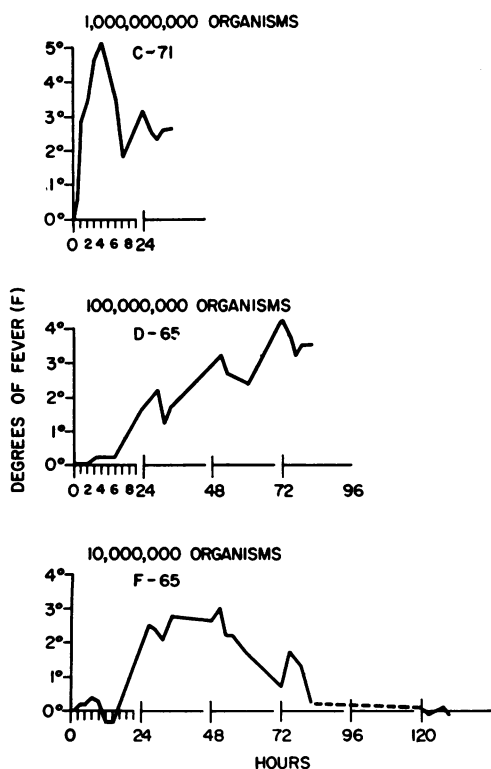 1,000,000,000 ORGANISMS
C-71
5°
4°
3°
2°
.1°
0°
0 2 4 6 8 24
DEGREES OF FEVER (F)
100,000,000 ORGANISMS
D-65
4°
3°
2°
1°
0°
0 2 4 6 8 24 48 72 96
10,000,000 ORGANISMS
F-65
4°
3°
2°
1°
0°
0 24 48 72 96 120
HOURS